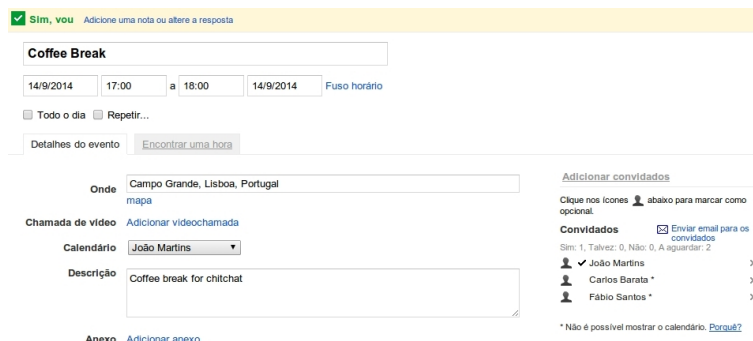 Sim, vou Adicione uma nota ou altere a resposta
Coffee Break
14/9/2014 17:00 a 18:00 14/9/2014 Fuso horário
Todo o dia Repetir...
Detalhes do evento Encontrar uma hora
Onde Campo Grande, Lisboa, Portugal
mapa
Chamada de vídeo Adicionar videochamada
Calendário João Martins
Descrição Coffee break for chitchat
Anexo Adicionar anexo
Adicionar convidados
Clique nos ícones abaixo para marcar como
opcional.
Convidados Enviar email para os
convidados
Sim: 1, Talvez: 0, Não: 0, A aguardar: 2
João Martins
Carlos Barata *
Fábio Santos *
* Não é possível mostrar o calendário. Porquê?